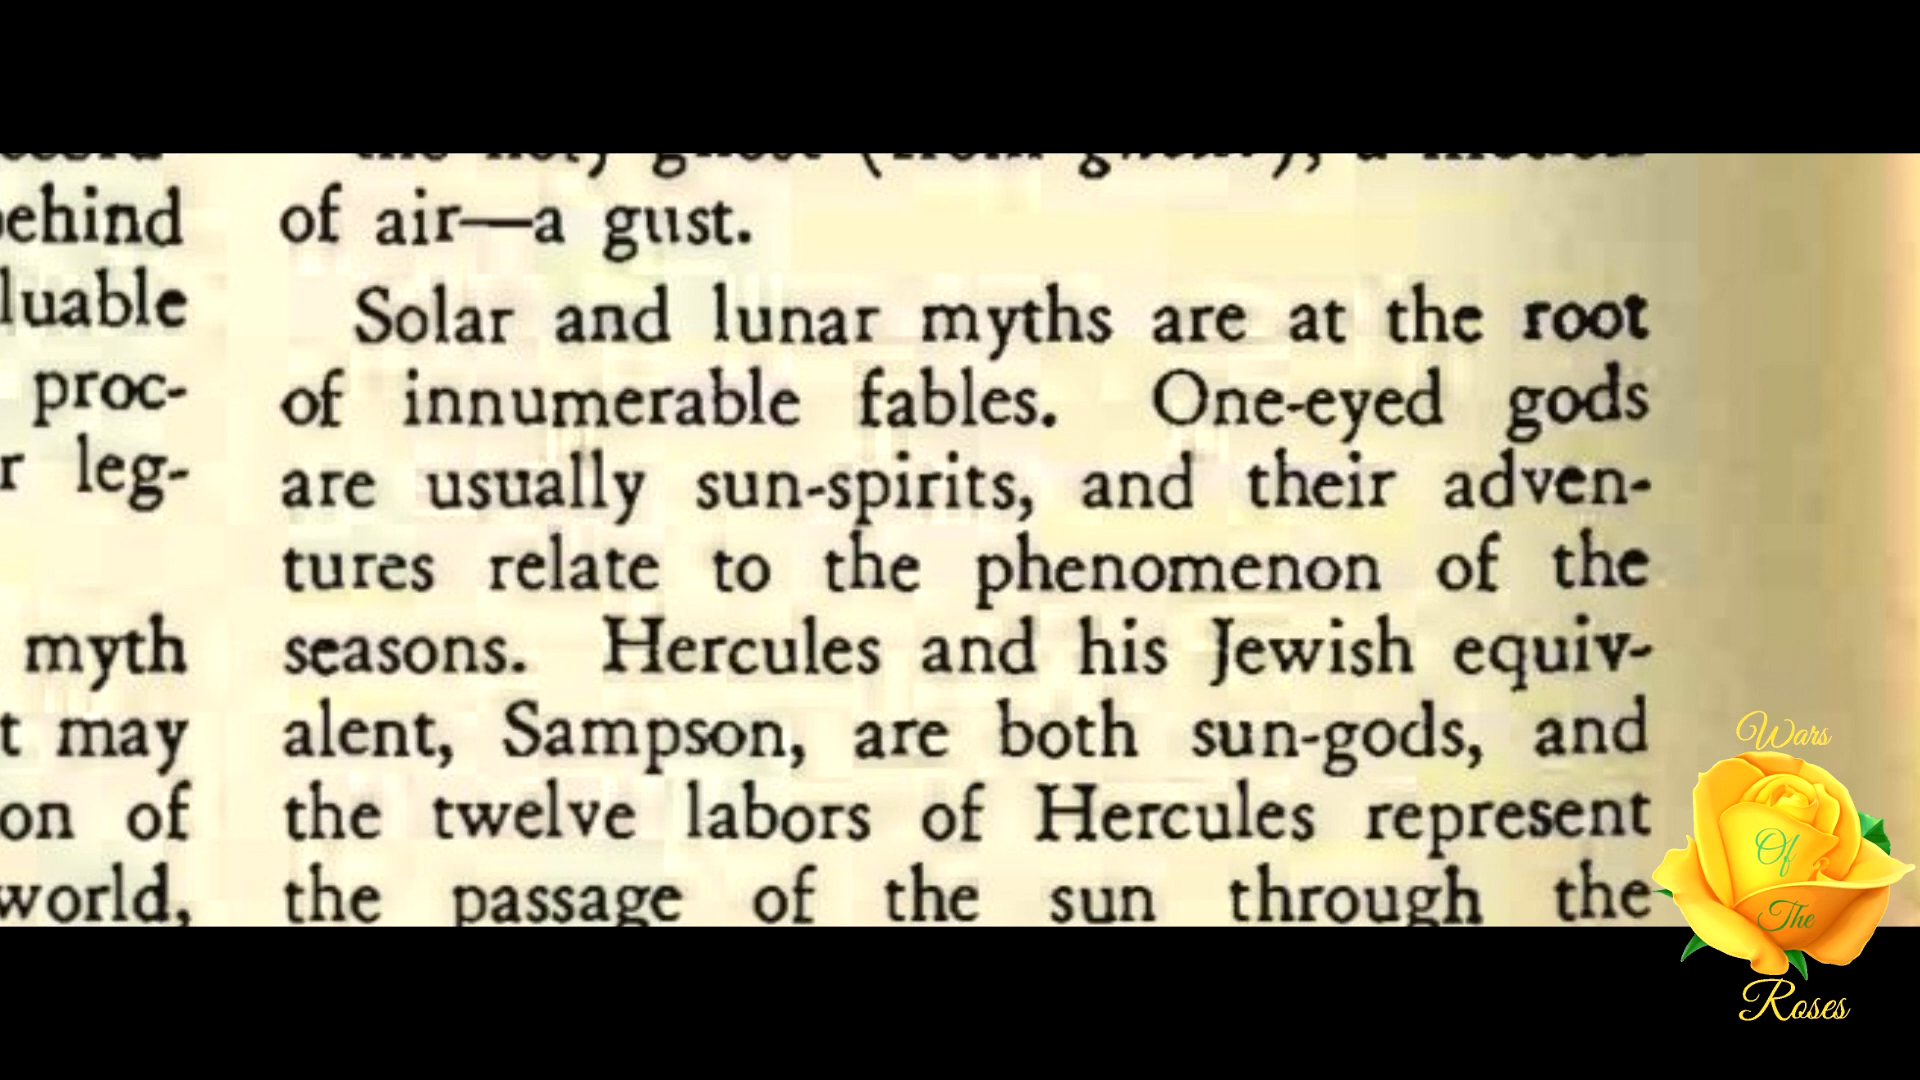 behind
luable
proc-
r leg-
myth
t may
on of
world,
of air—a gust.
Solar and lunar myths are at the root
of innumerable fables. One-eyed gods
are usually sun-spirits, and their adven-
tures relate to the phenomenon of the
seasons. Hercules and his Jewish equiv-
alent, Sampson, are both sun-gods, and
the twelve labors of Hercules represent
the passage of the sun through the
Wars
Of
The
Roses